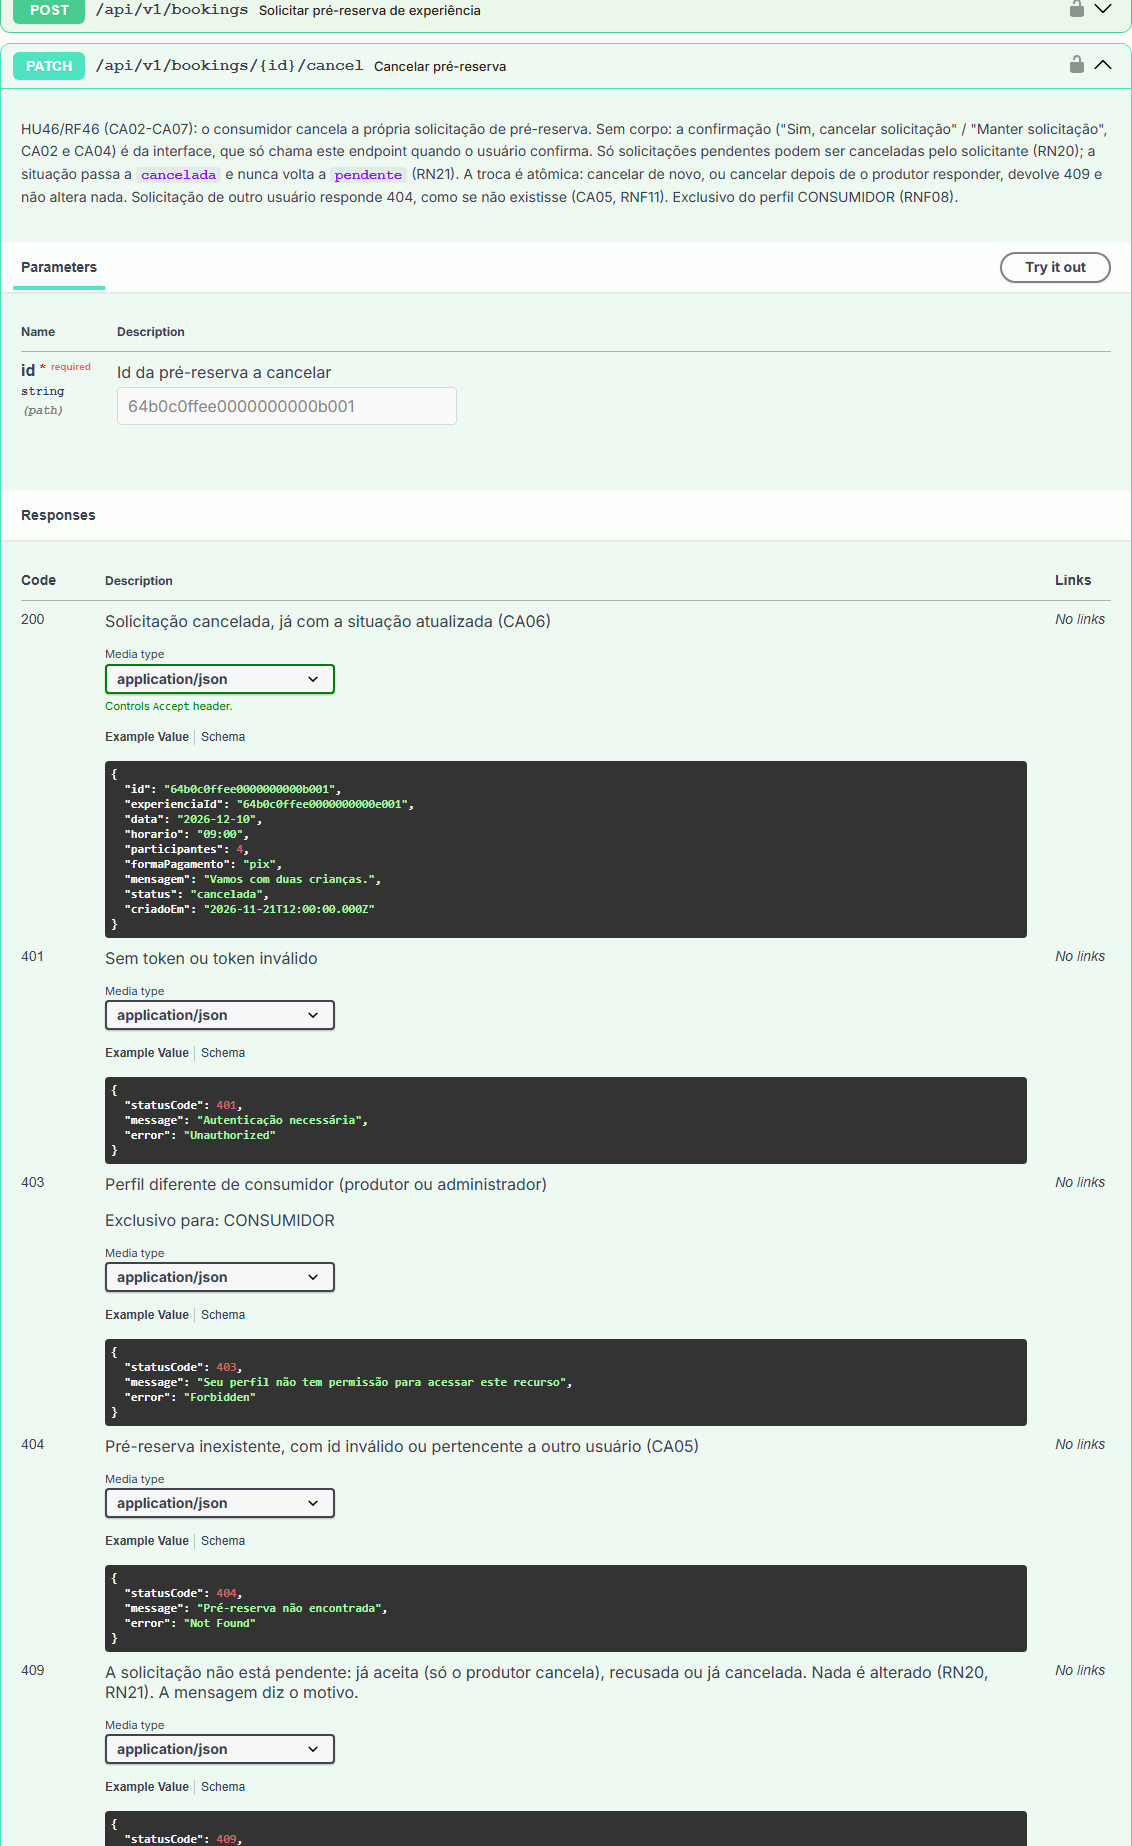 POST /api/v1/bookings Solicitar pré-reserva de experiência
PATCH /api/v1/bookings/{id}/cancel Cancelar pré-reserva
HU46/RF46 (CA02-CA07): o consumidor cancela a própria solicitação de pré-reserva. Sem corpo: a confirmação ("Sim, cancelar solicitação" / "Manter solicitação",
CA02 e CA04) é da interface, que só chama este endpoint quando o usuário confirma. Só solicitações pendentes podem ser canceladas pelo solicitante (RN20); a
situação passa a cancelada e nunca volta a pendente (RN21). A troca é atômica: cancelar de novo, ou cancelar depois de o produtor responder, devolve 409 e
não altera nada. Solicitação de outro usuário responde 404, como se não existisse (CA05, RNF11). Exclusivo do perfil CONSUMIDOR (RNF08).
Parameters
Try it out
Name Description
id * required
string
(path)
Id da pré-reserva a cancelar
64b0c0ffee0000000000b001
Responses
Code Description Links
200 Solicitação cancelada, já com a situação atualizada (CA06) No links
Media type
application/json
Controls Accept header.
Example Value Schema
{
"id": "64b0c0ffee0000000000b001",
"experienciaId": "64b0c0ffee0000000000e001",
"data": "2026-12-10",
"horario": "09:00",
"participantes": 4,
"formaPagamento": "pix",
"mensagem": "Vamos com duas crianças.",
"status": "cancelada",
"criadoEm": "2026-11-21T12:00:00.000Z"
}
401 Sem token ou token inválido No links
Media type
application/json
Example Value Schema
{
"statusCode": 401,
"message": "Autenticação necessária",
"error": "Unauthorized"
}
403 Perfil diferente de consumidor (produtor ou administrador) No links
Exclusivo para: CONSUMIDOR
Media type
application/json
Example Value Schema
{
"statusCode": 403,
"message": "Seu perfil não tem permissão para acessar este recurso",
"error": "Forbidden"
}
404 Pré-reserva inexistente, com id inválido ou pertencente a outro usuário (CA05) No links
Media type
application/json
Example Value Schema
{
"statusCode": 404,
"message": "Pré-reserva não encontrada",
"error": "Not Found"
}
409 A solicitação não está pendente: já aceita (só o produtor cancela), recusada ou já cancelada. Nada é alterado (RN20, No links
RN21). A mensagem diz o motivo.
Media type
application/json
Example Value Schema
{
"statusCode": 409,